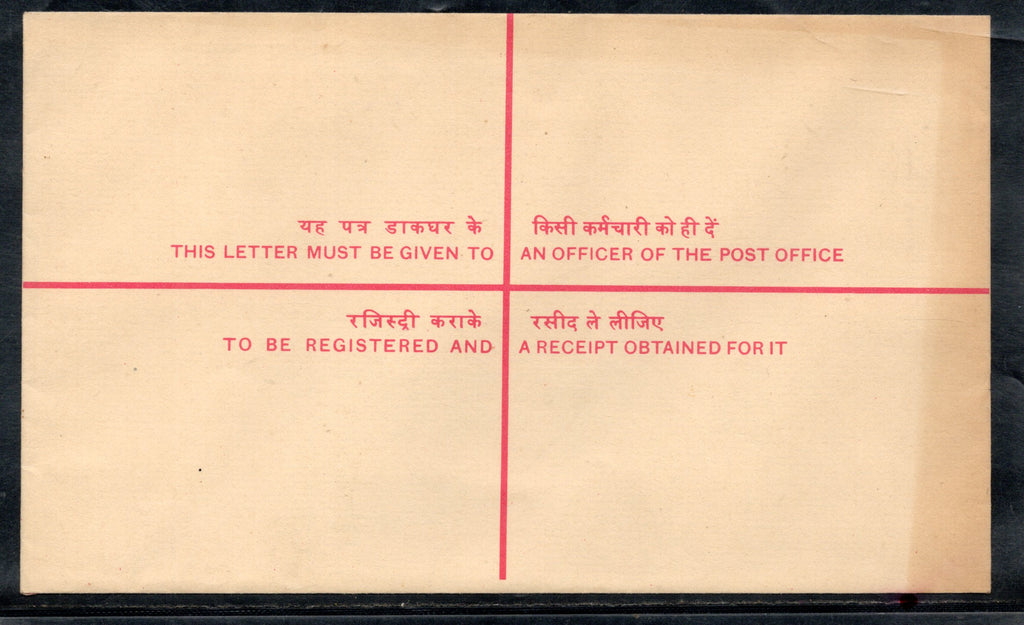 यह पत्र डाकघर के किसी कर्मचारी को ही दें
THIS LETTER MUST BE GIVEN TO AN OFFICER OF THE POST OFFICE
रजिस्ट्री कराके रसीद ले लीजिए
TO BE REGISTERED AND A RECEIPT OBTAINED FOR IT